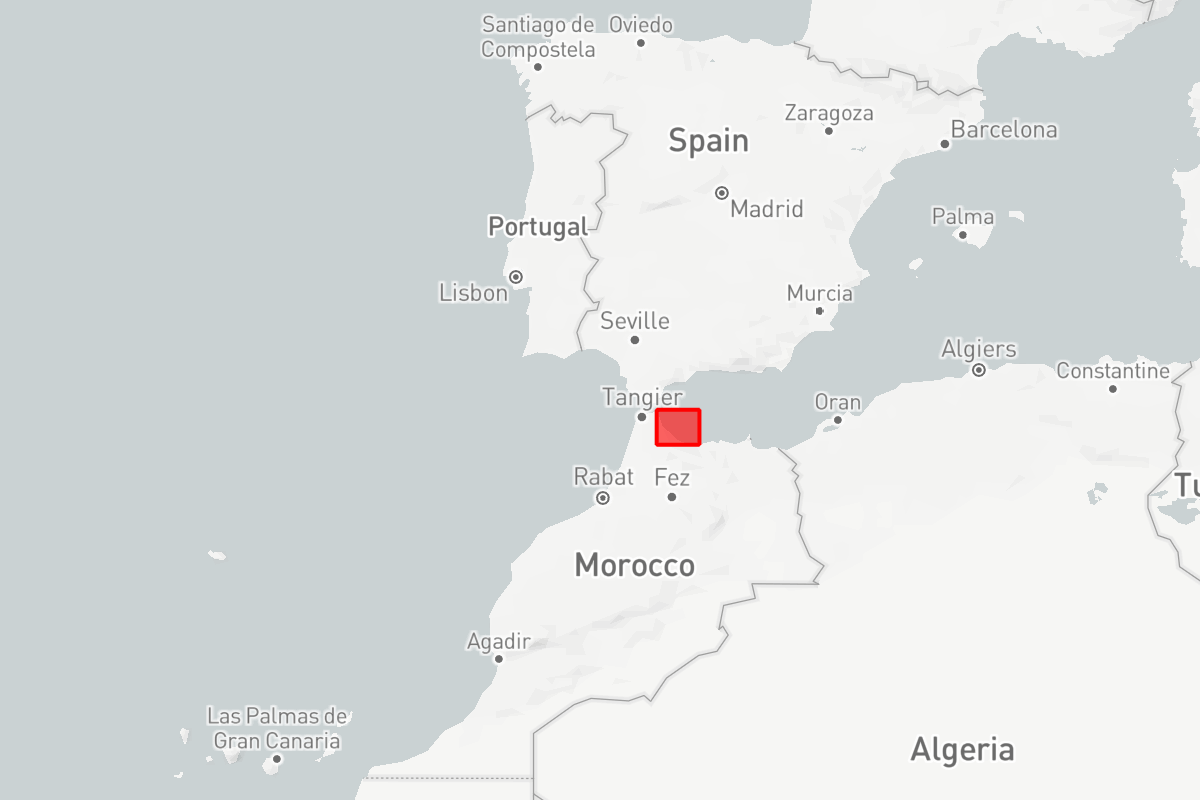 Santiago de
Compostela
Oviedo
Zaragoza
Barcelona
Spain
Madrid
Palma
Portugal
Lisbon
Murcia
Seville
Algiers
Constantine
Tangier
Oran
Rabat
Fez
Tu
Morocco
Agadir
Las Palmas de
Gran Canaria
Algeria